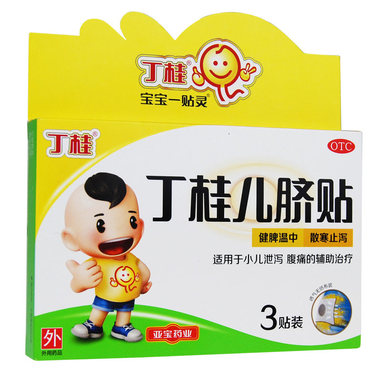 丁桂®
宝宝一贴灵
丁桂®
OTC
丁桂儿脐贴
健脾温中 散寒止泻
适用于小儿泄泻 腹痛的辅助治疗
3贴装
外
外用药品
亚宝药业